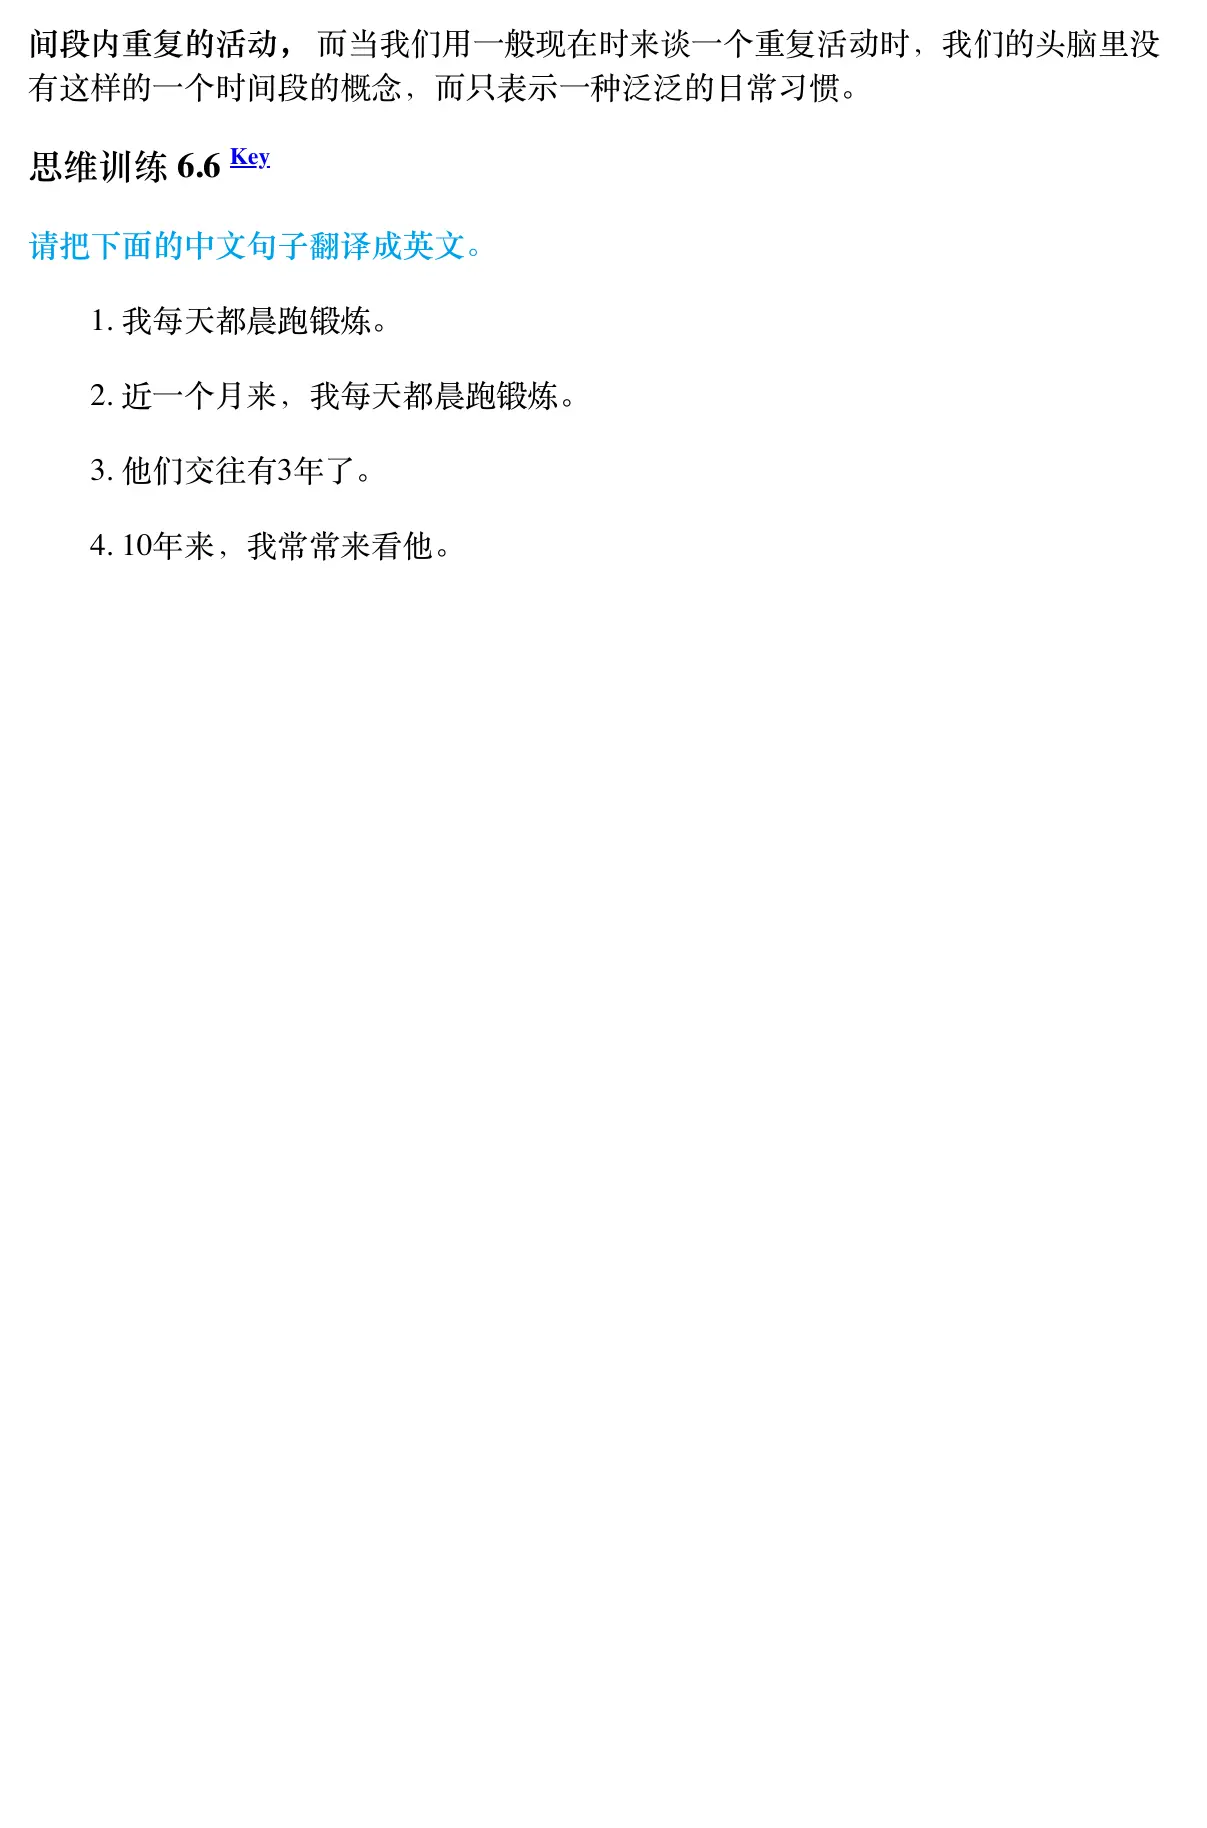 间段内重复的活动， 而当我们用一般现在时来谈一个重复活动时，我们的头脑里没
有这样的一个时间段的概念，而只表示一种泛泛的日常习惯。
思维训练 6.6 Key
请把下面的中文句子翻译成英文。
1. 我每天都晨跑锻炼。
2. 近一个月来，我每天都晨跑锻炼。
3. 他们交往有3年了。
4. 10年来，我常常来看他。